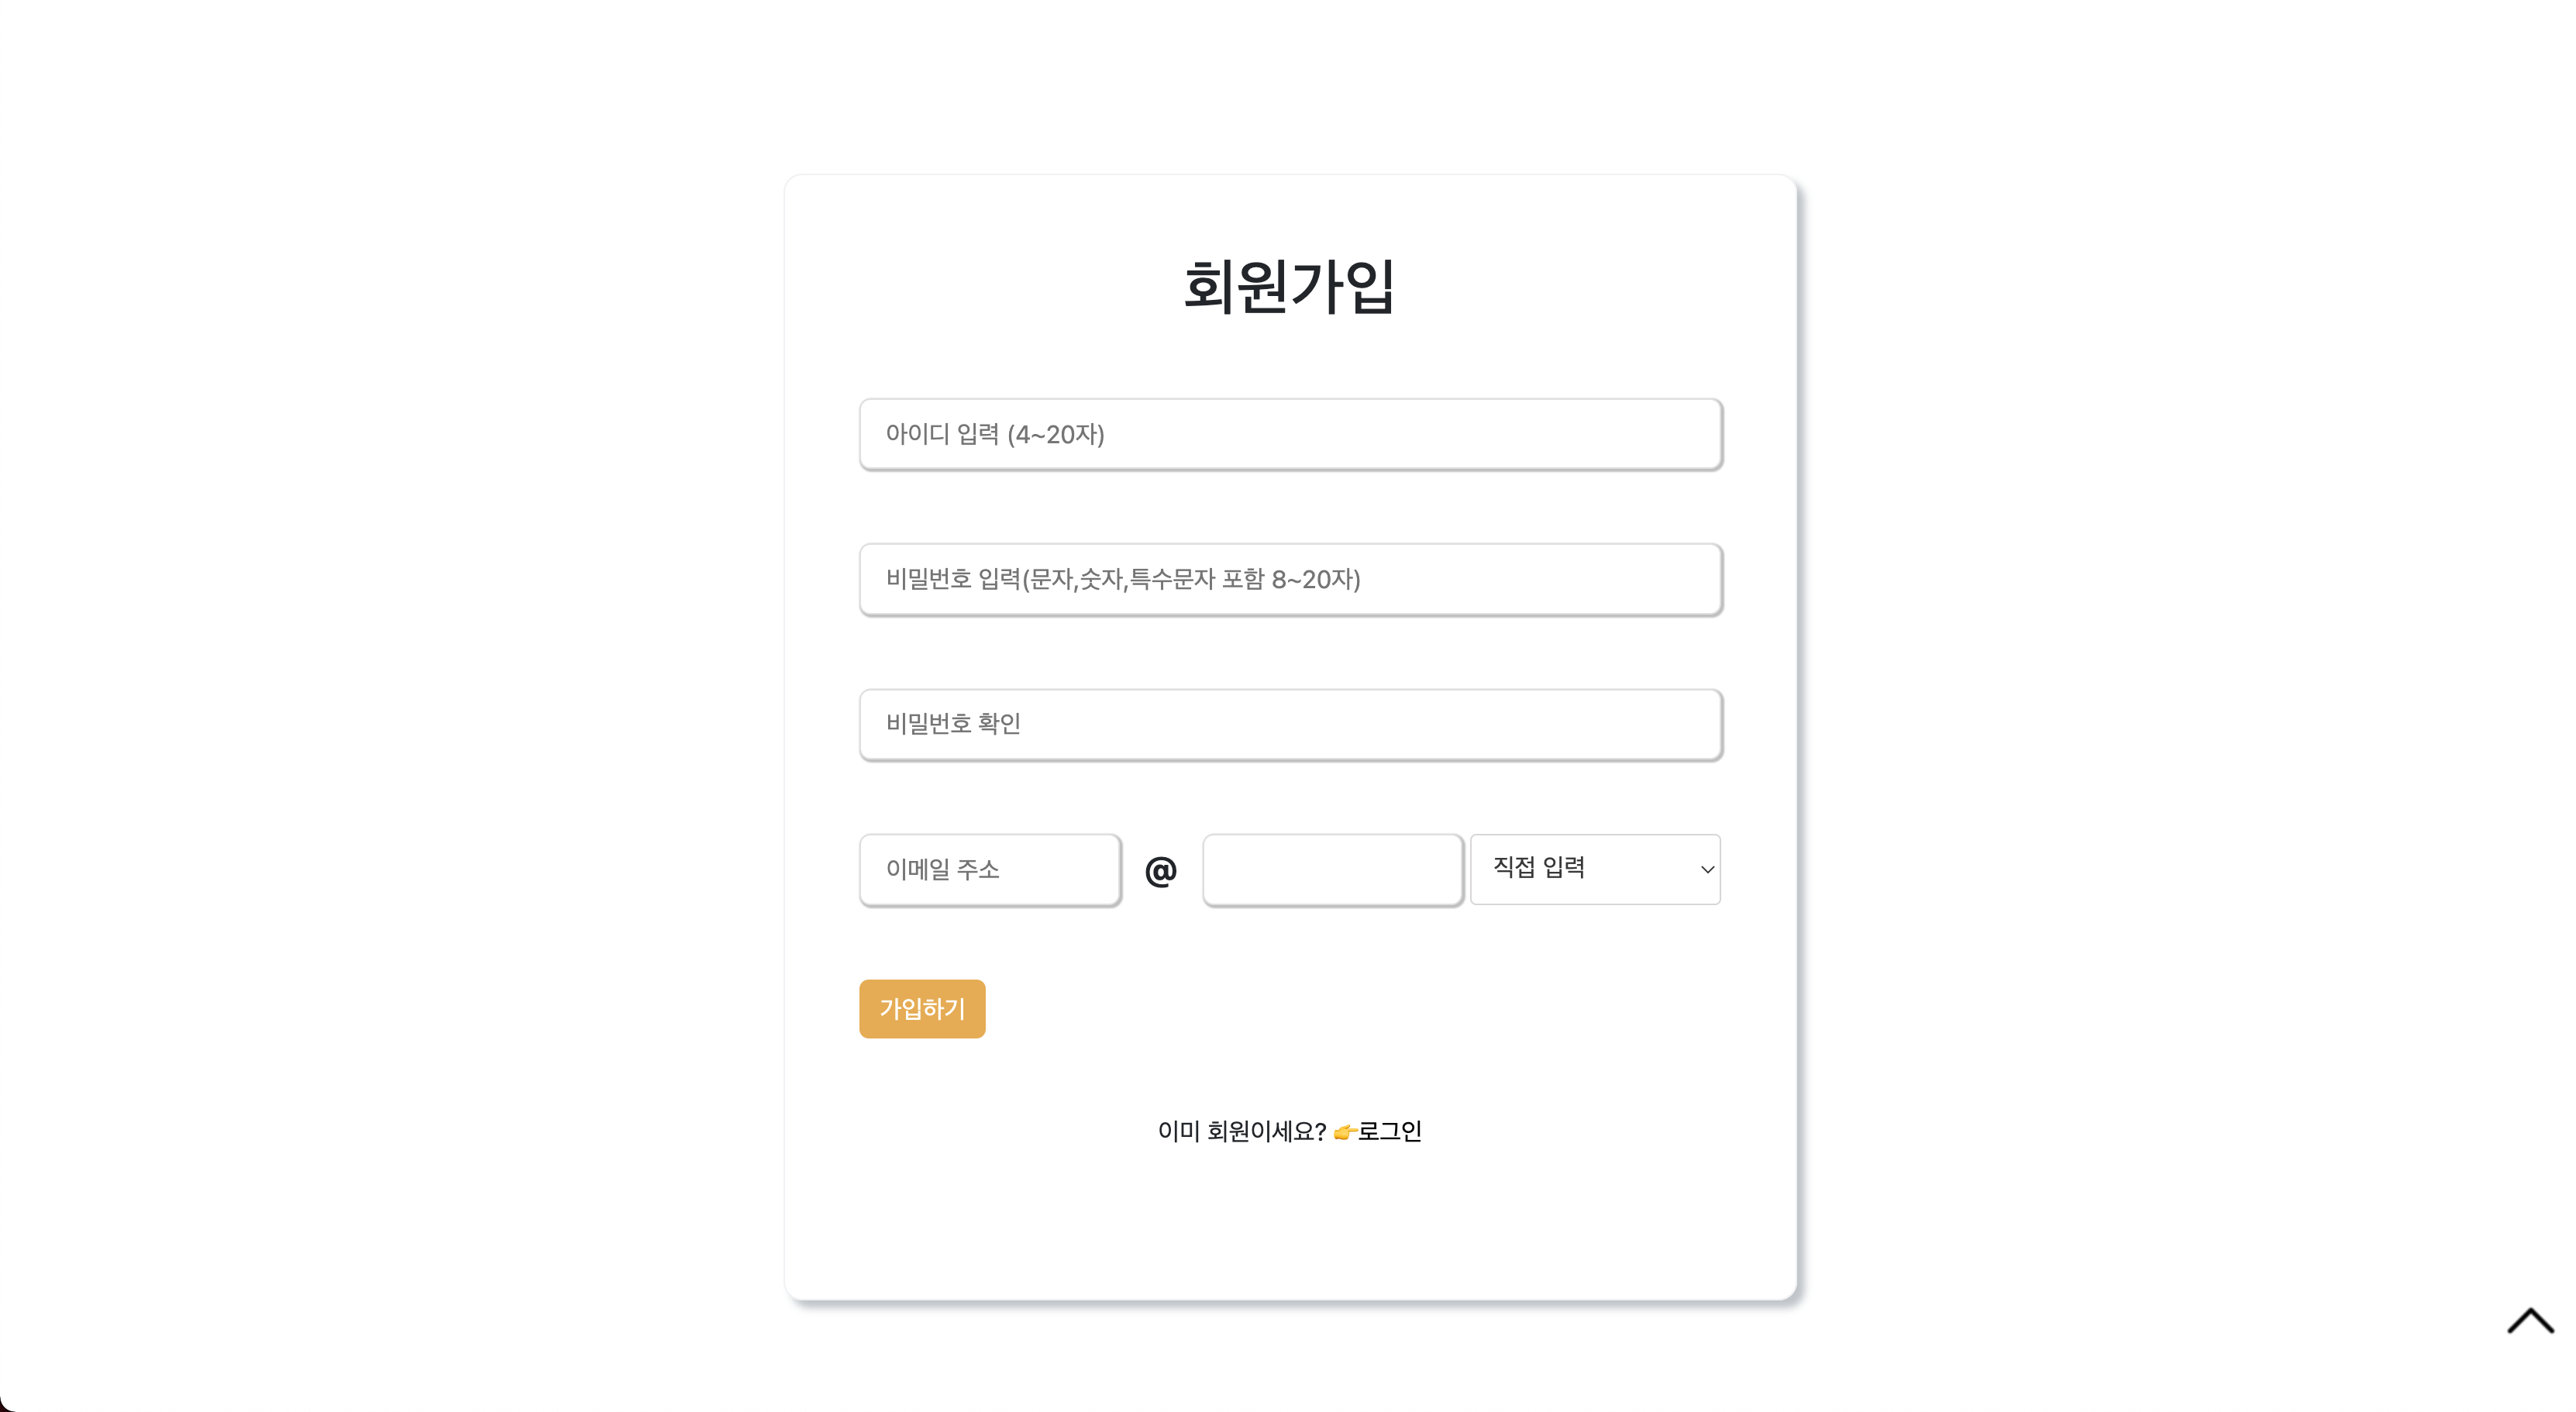 회원가입
아이디 입력 (4~20자)
비밀번호 입력(문자,숫자,특수문자 포함 8~20자)
비밀번호 확인
이메일 주소 @ 직접 입력
가입하기
이미 회원이세요? 👉로그인